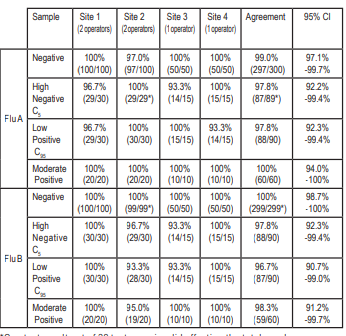 Sample Site 1 Site 2 Site 3 Site 4 Agreement 95% CI
(2 operators) (2 operators) (1 operator) (1 operator)
Negative 100% 97.0% 100% 100% 99.0% 97.1%
(100/100) (97/100) (50/50) (50/50) (297/300) -99.7%
High 96.7% 100% 93.3% 100% 97.8% 92.2%
Negative (29/30) (29/29*) (14/15) (15/15) (87/89*) -99.4%
C5
Flu A
Low 96.7% 100% 100% 93.3% 97.8% 92.3%
Positive (29/30) (30/30) (15/15) (14/15) (88/90) -99.4%
C95
Moderate 100% 100% 100% 100% 100% 94.0%
Positive (20/20) (20/20) (10/10) (10/10) (60/60) -100%
Negative 100% 100% 100% 100% 100% 98.7%
(100/100) (99/99*) (50/50) (50/50) (299/299*) -100%
High 100% 96.7% 93.3% 100% 97.8% 92.3%
Negative (30/30) (29/30) (14/15) (15/15) (88/90) -99.4%
C5
Flu B
Low 100% 93.3% 93.3% 100% 96.7% 90.7%
Positive (30/30) (28/30) (14/15) (15/15) (87/90) -99.0%
C95
Moderate 100% 95.0% 100% 100% 98.3% 91.2%
Positive (20/20) (19/20) (10/10) (10/10) (59/60) -99.7%